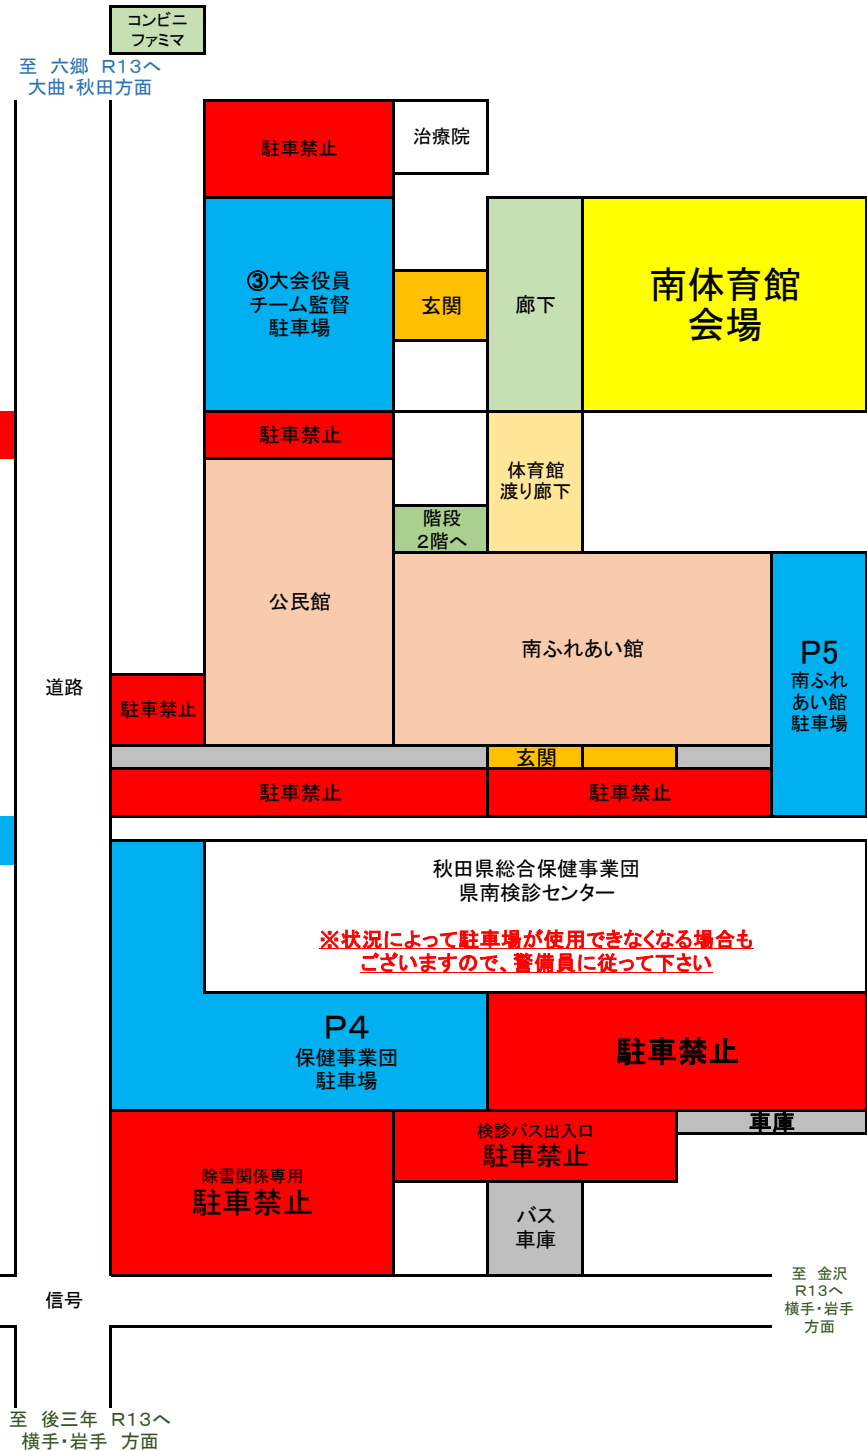 コンビニ
ファミマ
至　六郷　R13へ
大曲・秋田方面
駐車禁止
治療院
③大会役員
チーム監督
駐車場
玄関
廊下
南体育館
会場
駐車禁止
体育館
渡り廊下
階段
2階へ
公民館
南ふれあい館
P5
南ふれ
あい館
駐車場
道路
駐車禁止
玄関
駐車禁止
駐車禁止
秋田県総合保健事業団
県南検診センター
※状況によって駐車場が使用できなくなる場合も
ございますので、警備員に従って下さい
P4
保健事業団
駐車場
駐車禁止
車庫
検診バス出入口
駐車禁止
除雪関係専用
駐車禁止
バス
車庫
信号
至　金沢
R13へ
横手・岩手
方面
至　後三年　R13へ
横手・岩手　方面